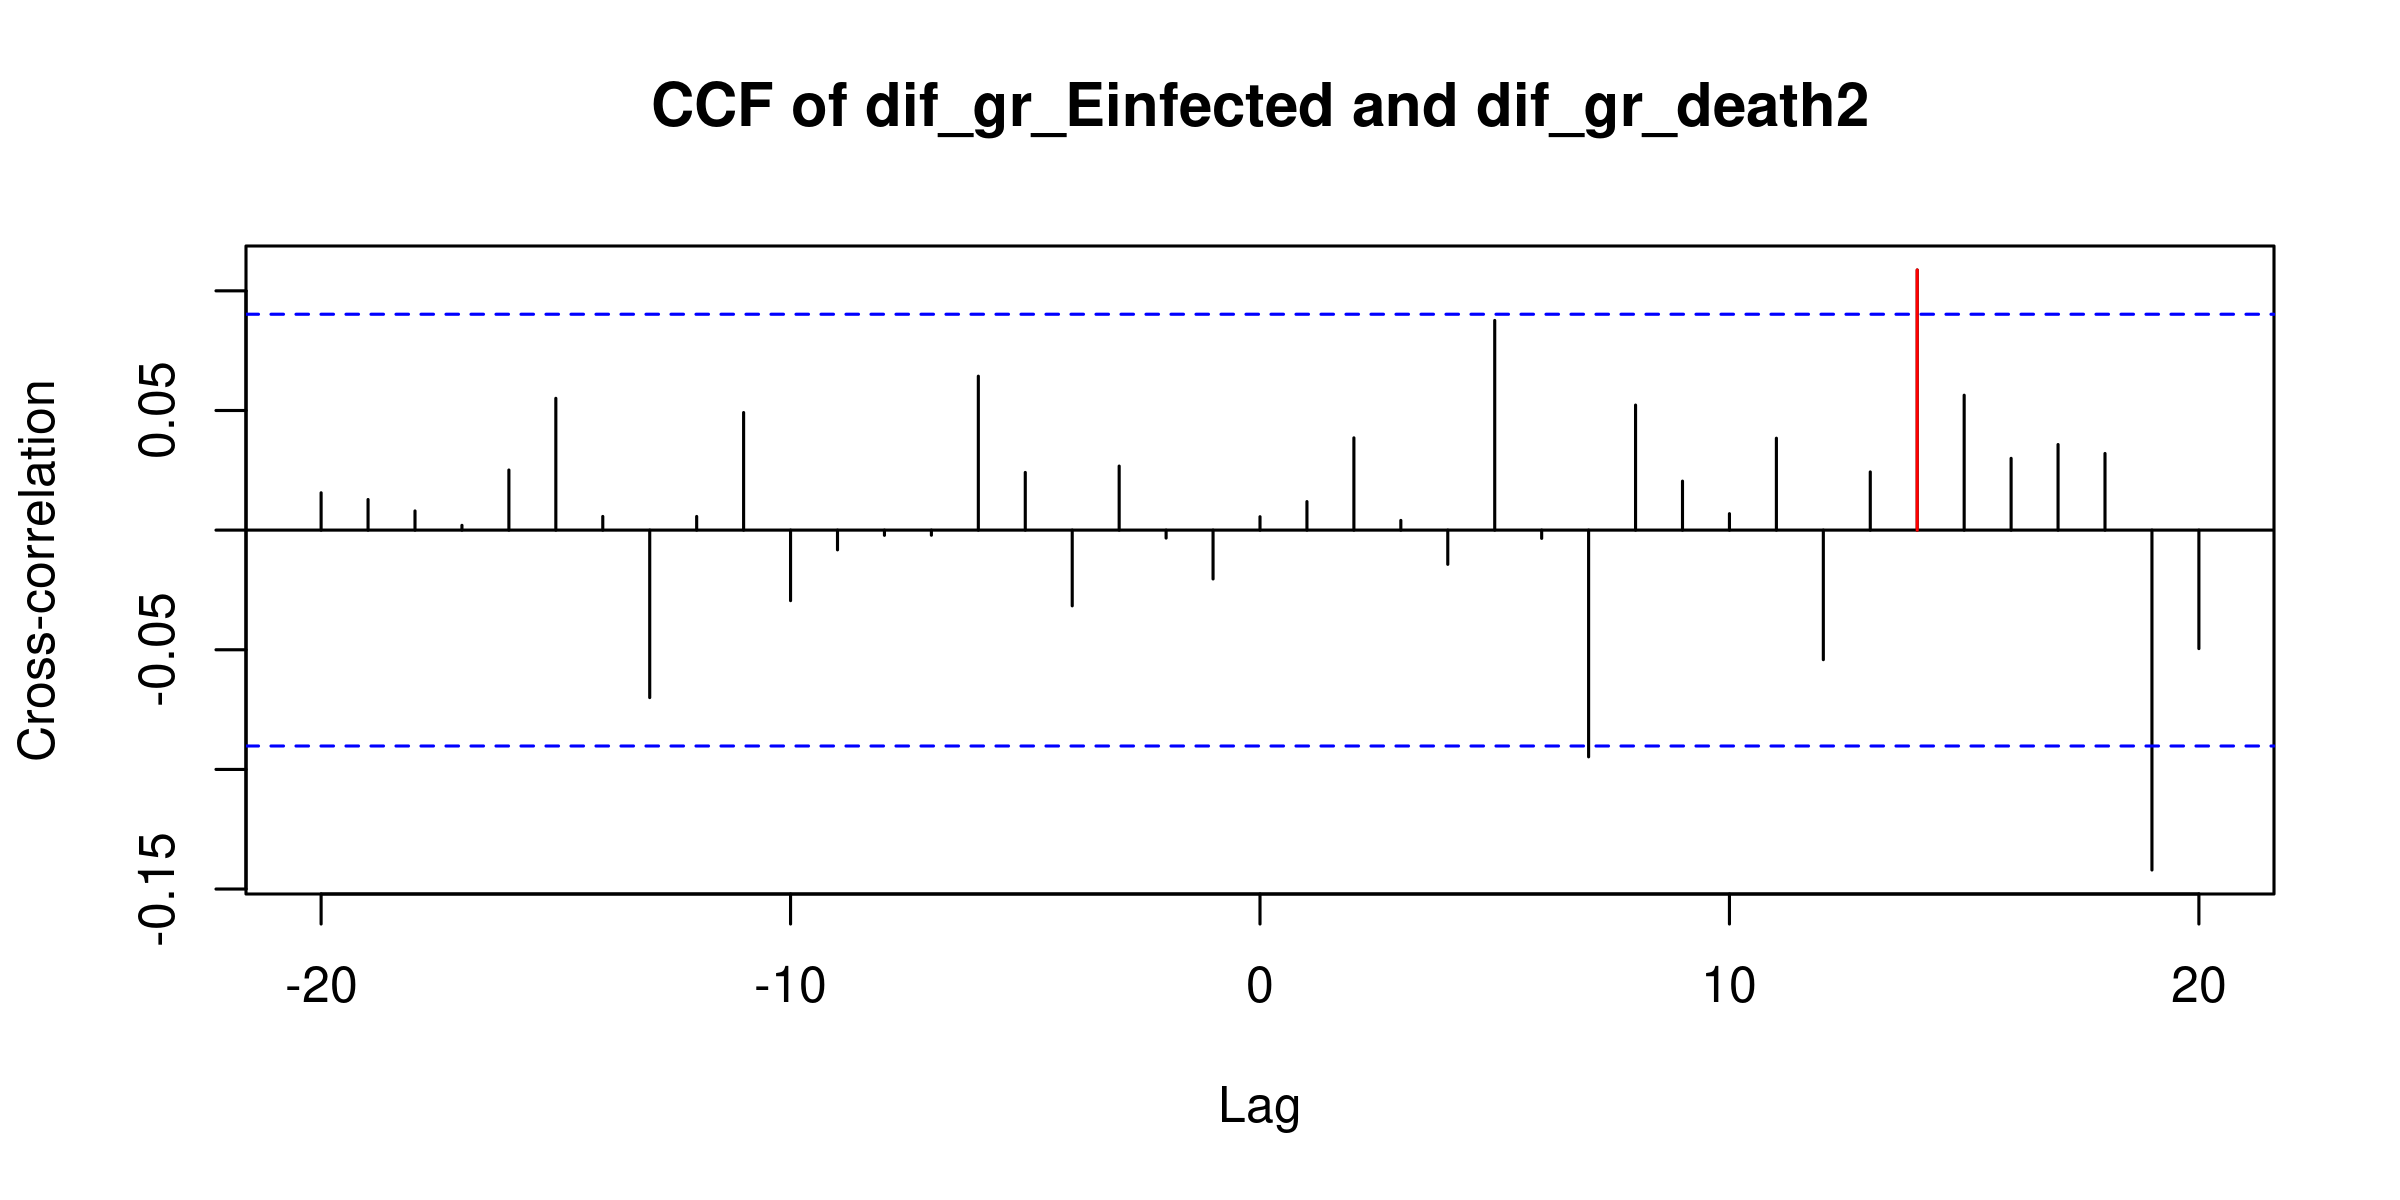 CCF of dif_gr_Einfected and dif_gr_death2
Cross-correlation
0.05
-0.05
-0.15
-20 -10 0 10 20
Lag